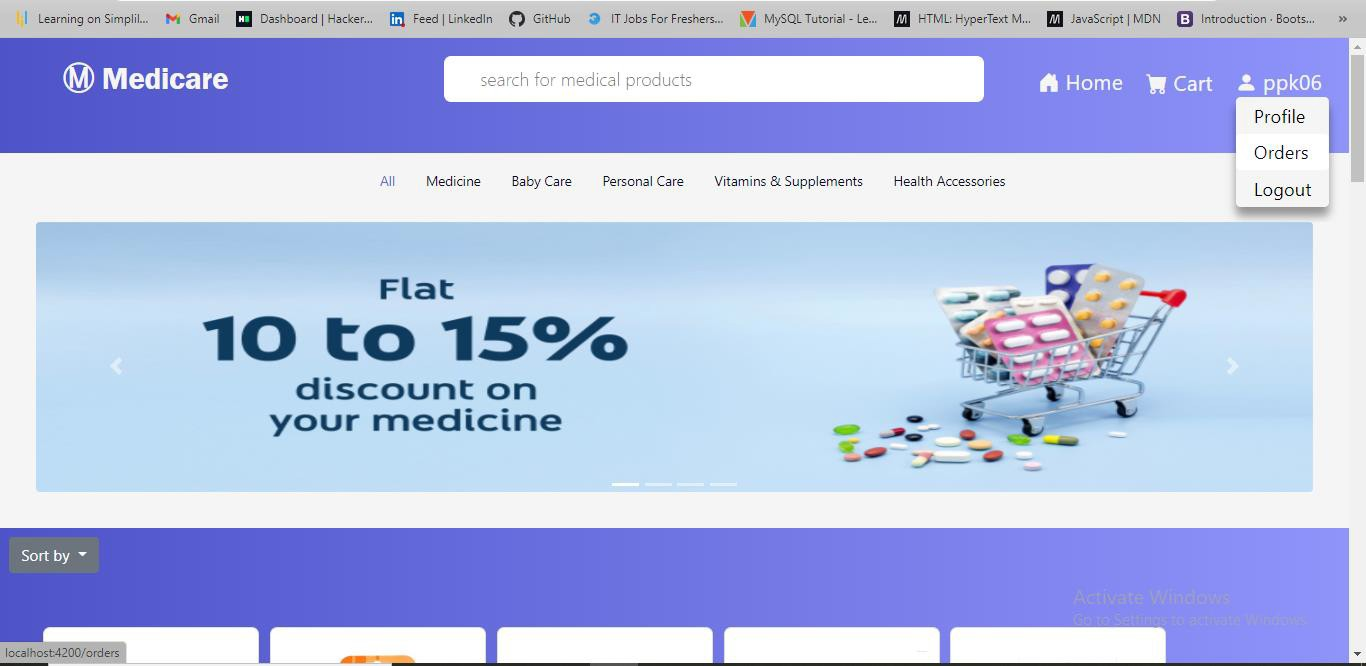 Learning on Simplil... Gmail Dashboard | Hacker... Feed | LinkedIn GitHub IT Jobs For Freshers... MySQL Tutorial - Le... HTML: HyperText M... JavaScript | MDN Introduction · Boots... »
M Medicare
search for medical products
Home Cart ppk06
Profile
Orders
Logout
All Medicine Baby Care Personal Care Vitamins & Supplements Health Accessories
Flat
10 to 15%
discount on
your medicine
Sort by
Activate Windows
Go to Settings to activate Windows.
localhost:4200/orders